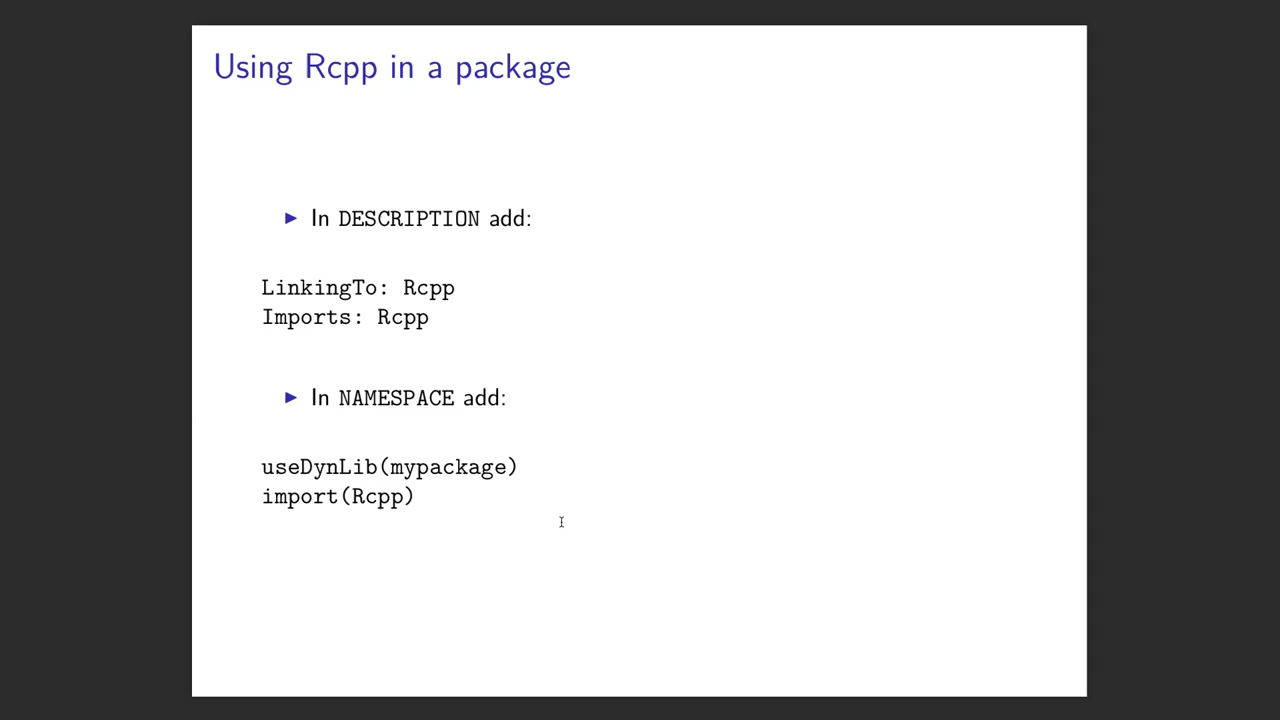 Using Rcpp in a package
► In DESCRIPTION add:
LinkingTo: Rcpp
Imports: Rcpp
► In NAMESPACE add:
useDynLib(mypackage)
import(Rcpp)